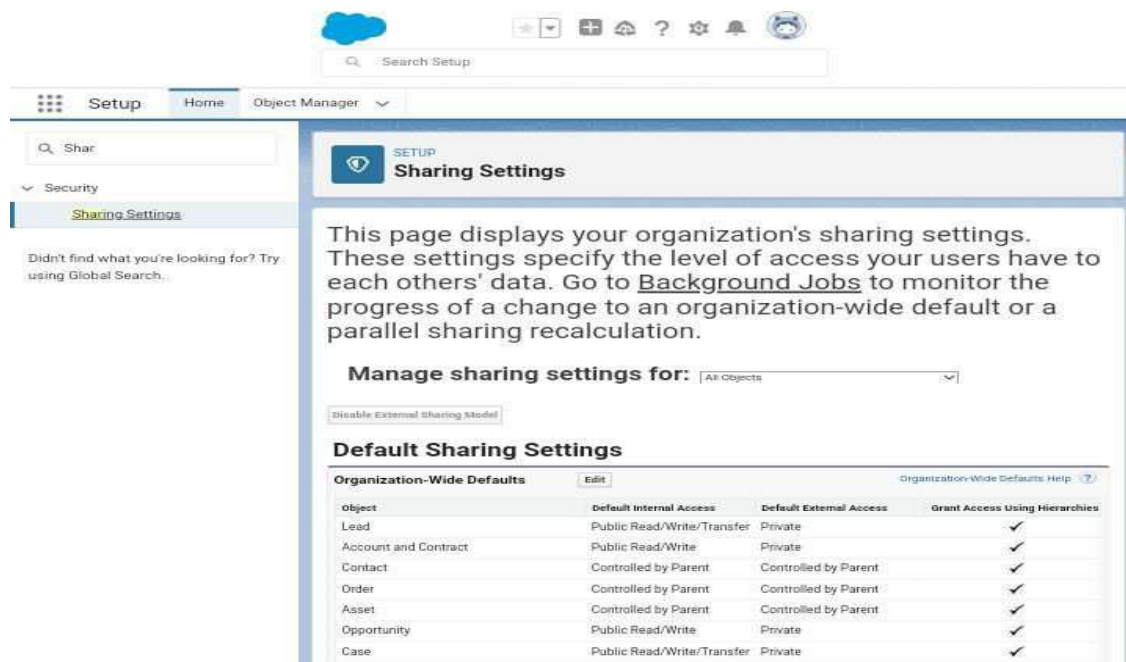 Search Setup
Setup Home Object Manager
Shar
Security
Sharing Settings
Didn't find what you're looking for? Try
using Global Search.
SETUP
Sharing Settings
This page displays your organization's sharing settings.
These settings specify the level of access your users have to
each others' data. Go to Background Jobs to monitor the
progress of a change to an organization-wide default or a
parallel sharing recalculation.
Manage sharing settings for: All Objects
Disable External Sharing Model
Default Sharing Settings
Organization-Wide Defaults Edit Organization-Wide Defaults Help ?
Object Default Internal Access Default External Access Grant Access Using Hierarchies
Lead Public Read/Write/Transfer Private ✓
Account and Contract Public Read/Write Private ✓
Contact Controlled by Parent Controlled by Parent ✓
Order Controlled by Parent Controlled by Parent ✓
Asset Controlled by Parent Controlled by Parent ✓
Opportunity Public Read/Write Private ✓
Case Public Read/Write/Transfer Private ✓